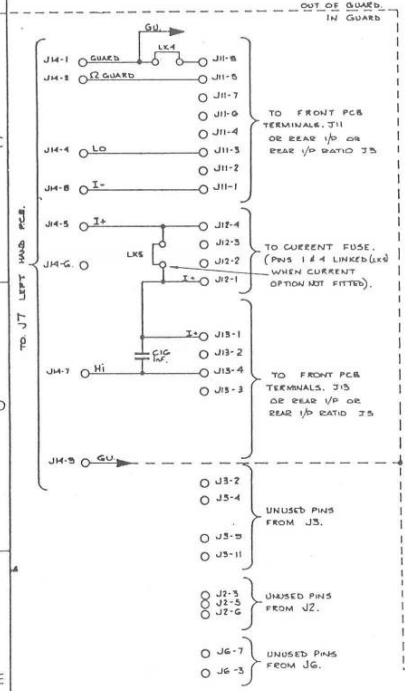 OUT OF GUARD.
IN GUARD
GU.
LK4
J14-1 GUARD J11-8
J14-2 Ω GUARD J11-5
J11-7
J11-6
J11-4
J14-4 LO J11-3
J11-2
J14-8 I- J11-1
TO FRONT PCB
TERMINALS. J11
OR REAR I/P OR
REAR I/P RATIO J3
J14-5 I+ J12-4
J12-3
LK5
J14-6 J12-2
I+ J12-1
TO CURRENT FUSE.
(PINS 1 & 4 LINKED (LK5)
WHEN CURRENT
OPTION NOT FITTED).
TO J7 LEFT HAND P.C.B.
I+ J13-1
J13-2
C16
1nF.
J14-7 Hi J13-4
J13-3
TO FRONT PCB
TERMINALS. J13
OR REAR I/P OR
REAR I/P RATIO J3
J14-9 GU.
J3-2
J3-4
J3-9
J3-11
UNUSED PINS
FROM J3.
J2-3
J2-5
J2-6
UNUSED PINS
FROM J2.
J6-7
J6-3
UNUSED PINS
FROM J6.